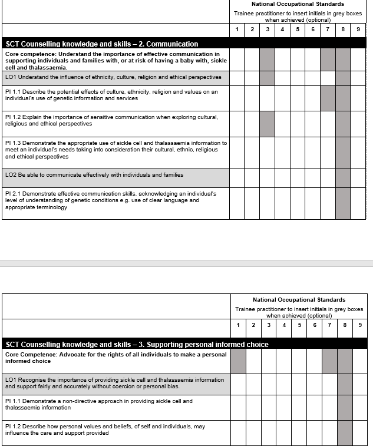 National Occupational Standards
Trainee practitioner to insert initials in grey boxes
when achieved (optional)
1 2 3 4 5 6 7 8 9
SCT Counselling knowledge and skills – 2. Communication
Core competence: Understand the importance of effective communication in
supporting individuals and families with, or at risk of having a baby with, sickle
cell and thalassaemia.
LO1 Understand the influence of ethnicity, culture, religion and ethical perspectives
PI 1.1 Describe the potential effects of culture, ethnicity, religion and values on an
individual's use of genetic information and services
PI 1.2 Explain the importance of sensitive communication when exploring cultural,
religious and ethical perspectives
PI 1.3 Demonstrate the appropriate use of sickle cell and thalassaemia information to
meet an individual's needs taking into consideration their cultural, ethnic, religious
and ethical perspectives
LO2 Be able to communicate effectively with individuals and families
PI 2.1 Demonstrate effective communication skills, acknowledging an individual's
level of understanding of genetic conditions e.g. use of clear language and
appropriate terminology
National Occupational Standards
Trainee practitioner to insert initials in grey boxes
when achieved (optional)
1 2 3 4 5 6 7 8 9
SCT Counselling knowledge and skills – 3. Supporting personal informed choice
Core Competence: Advocate for the rights of all individuals to make a personal
informed choice
LO1 Recognise the importance of providing sickle cell and thalassaemia information
and support fairly and accurately without coercion or personal bias
PI 1.1 Demonstrate a non-directive approach in providing sickle cell and
thalassaemia information
PI 1.2 Describe how personal values and beliefs, of self and individuals, may
influence the care and support provided